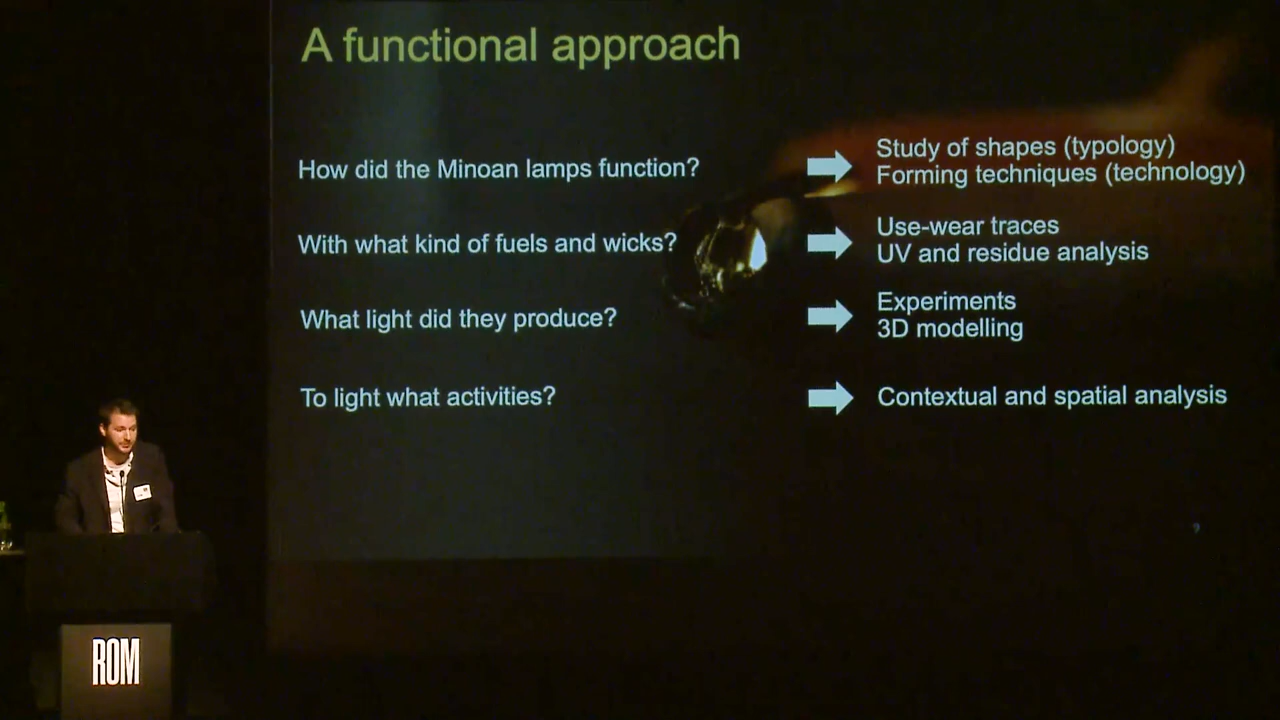 A functional approach
How did the Minoan lamps function?
Study of shapes (typology)
Forming techniques (technology)
With what kind of fuels and wicks?
Use-wear traces
UV and residue analysis
What light did they produce?
Experiments
3D modelling
To light what activities?
Contextual and spatial analysis
ROM